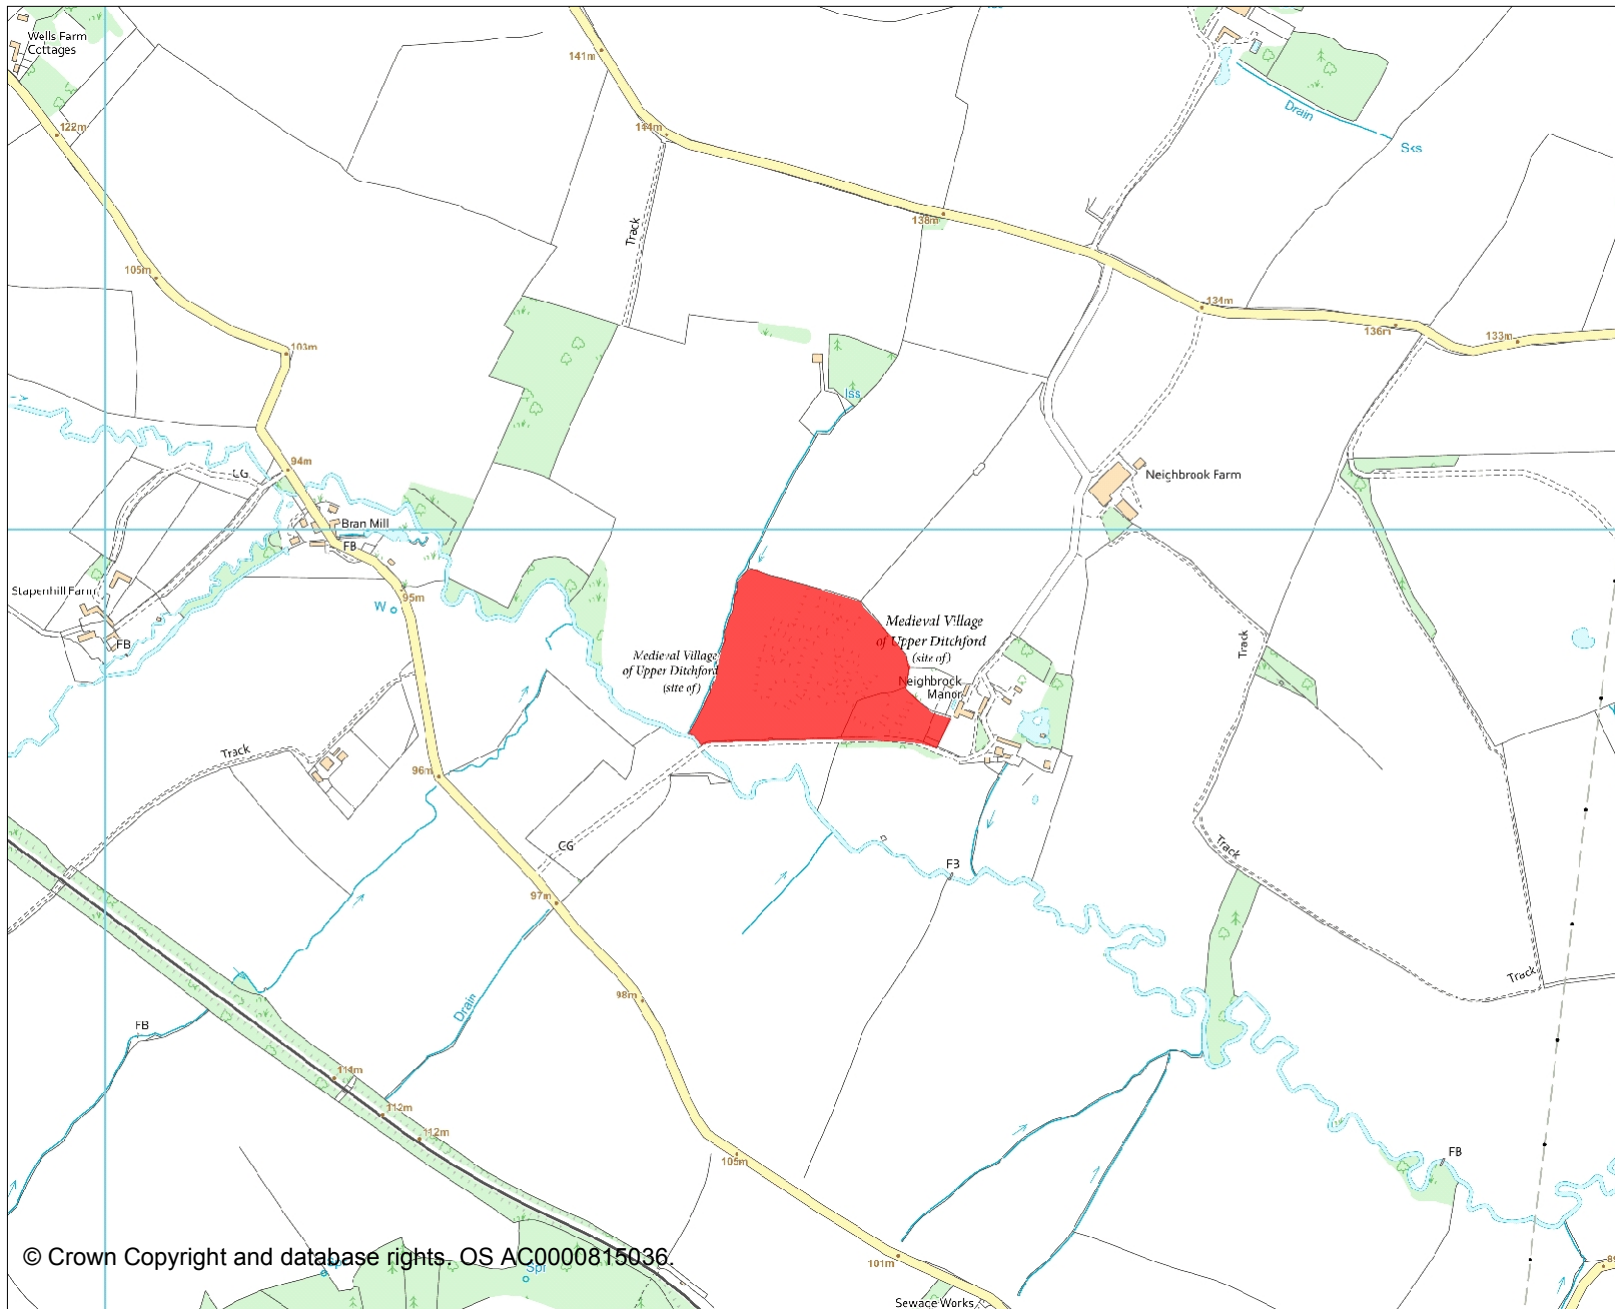 Wells Farm
Cottages
141m
122m
114m
Drain
Sks
138m
Track
105m
134m
136m
133m
103m
Iss
94m
LG
Neighbrook Farm
Bran Mill
FB
Stapenhill Farm
95m
W
FB
Medieval Village
of Upper Ditchford
(site of)
Medieval Village
of Upper Ditchford
(site of)
Neighbrook
Manor
Track
Track
96m
CG
Track
F3
97m
Track
98m
Drain
FB
111m
112m
112m
FB
105m
101m
© Crown Copyright and database rights. OS AC0000815036.
Spr
Sewage Works